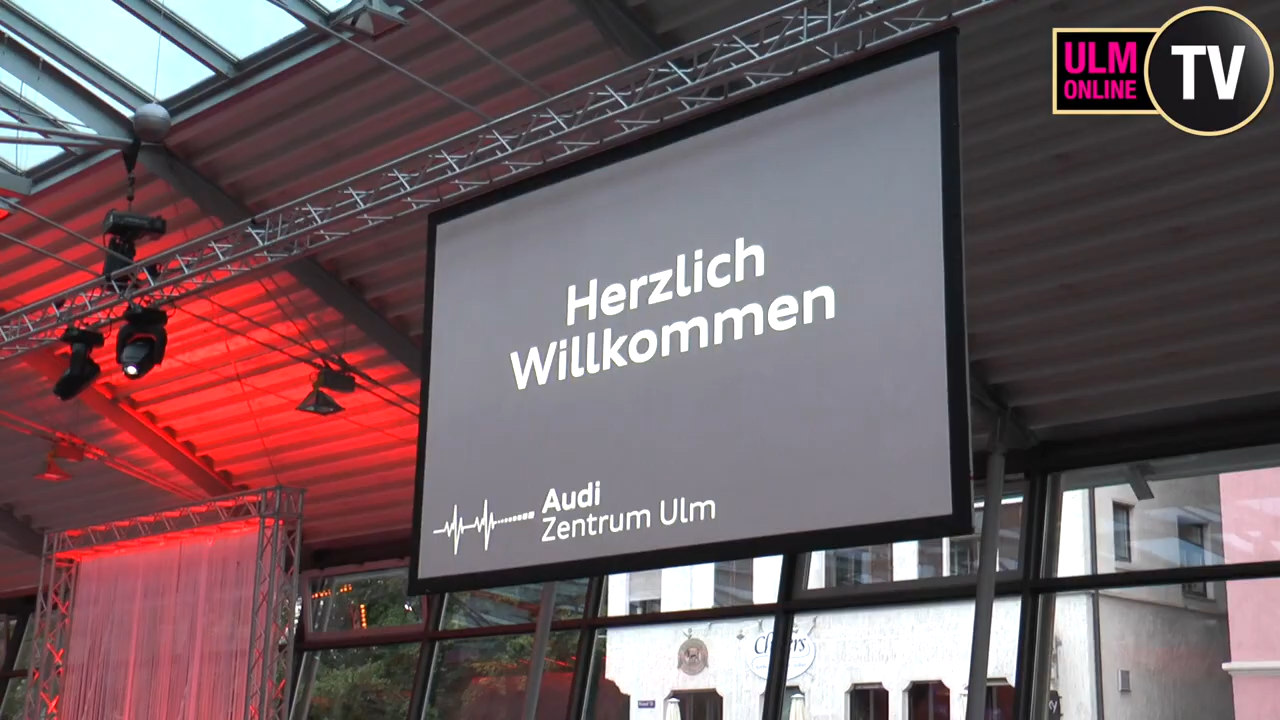 ULM
ONLINE
TV
Herzlich
Willkommen
Audi
Zentrum Ulm